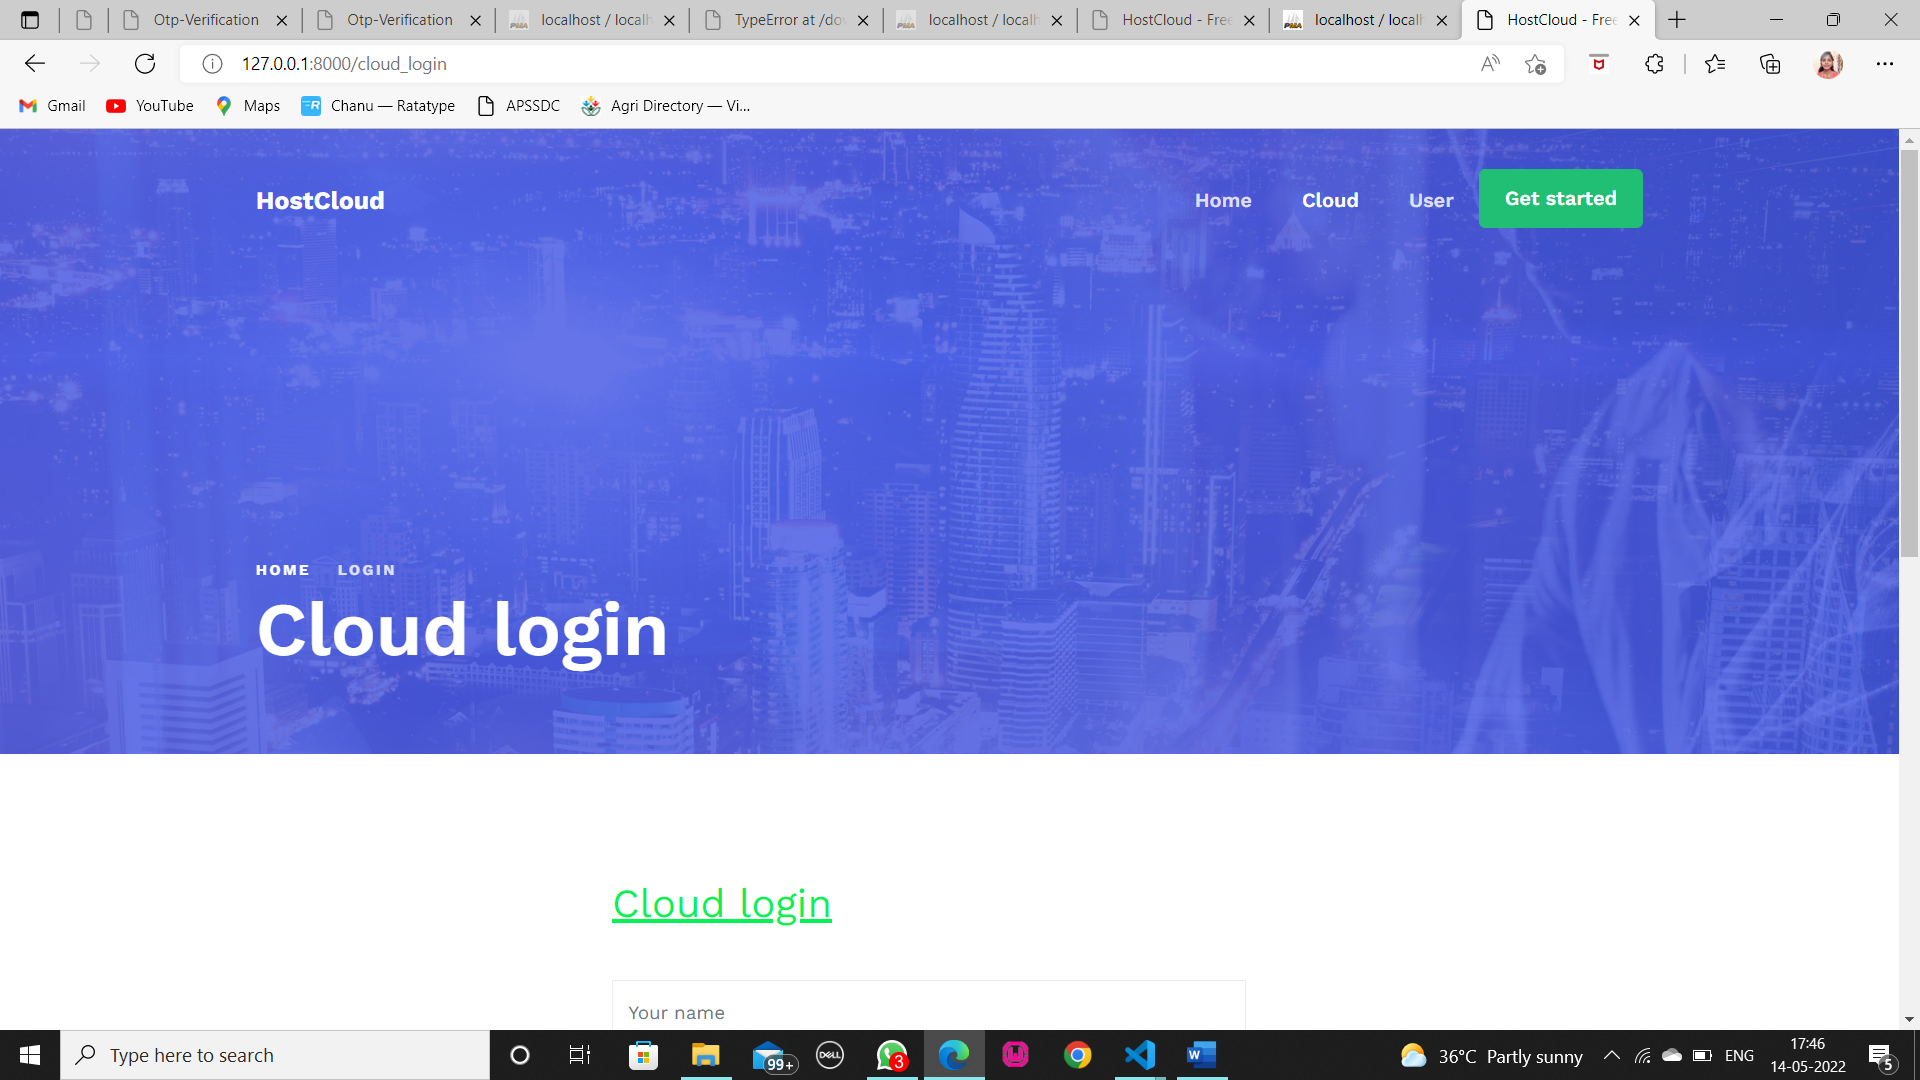 Otp-Verification
Otp-Verification
localhost / localh
TypeError at /do
localhost / localh
HostCloud - Free
localhost / localh
HostCloud - Free
127.0.0.1:8000/cloud_login
Gmail
YouTube
Maps
Chanu — Ratatype
APSSDC
Agri Directory — Vi...
HostCloud
Home
Cloud
User
Get started
HOME LOGIN
Cloud login
Cloud login
Your name
Type here to search
99+
DELL
3
36°C Partly sunny
ENG
17:46
14-05-2022
5